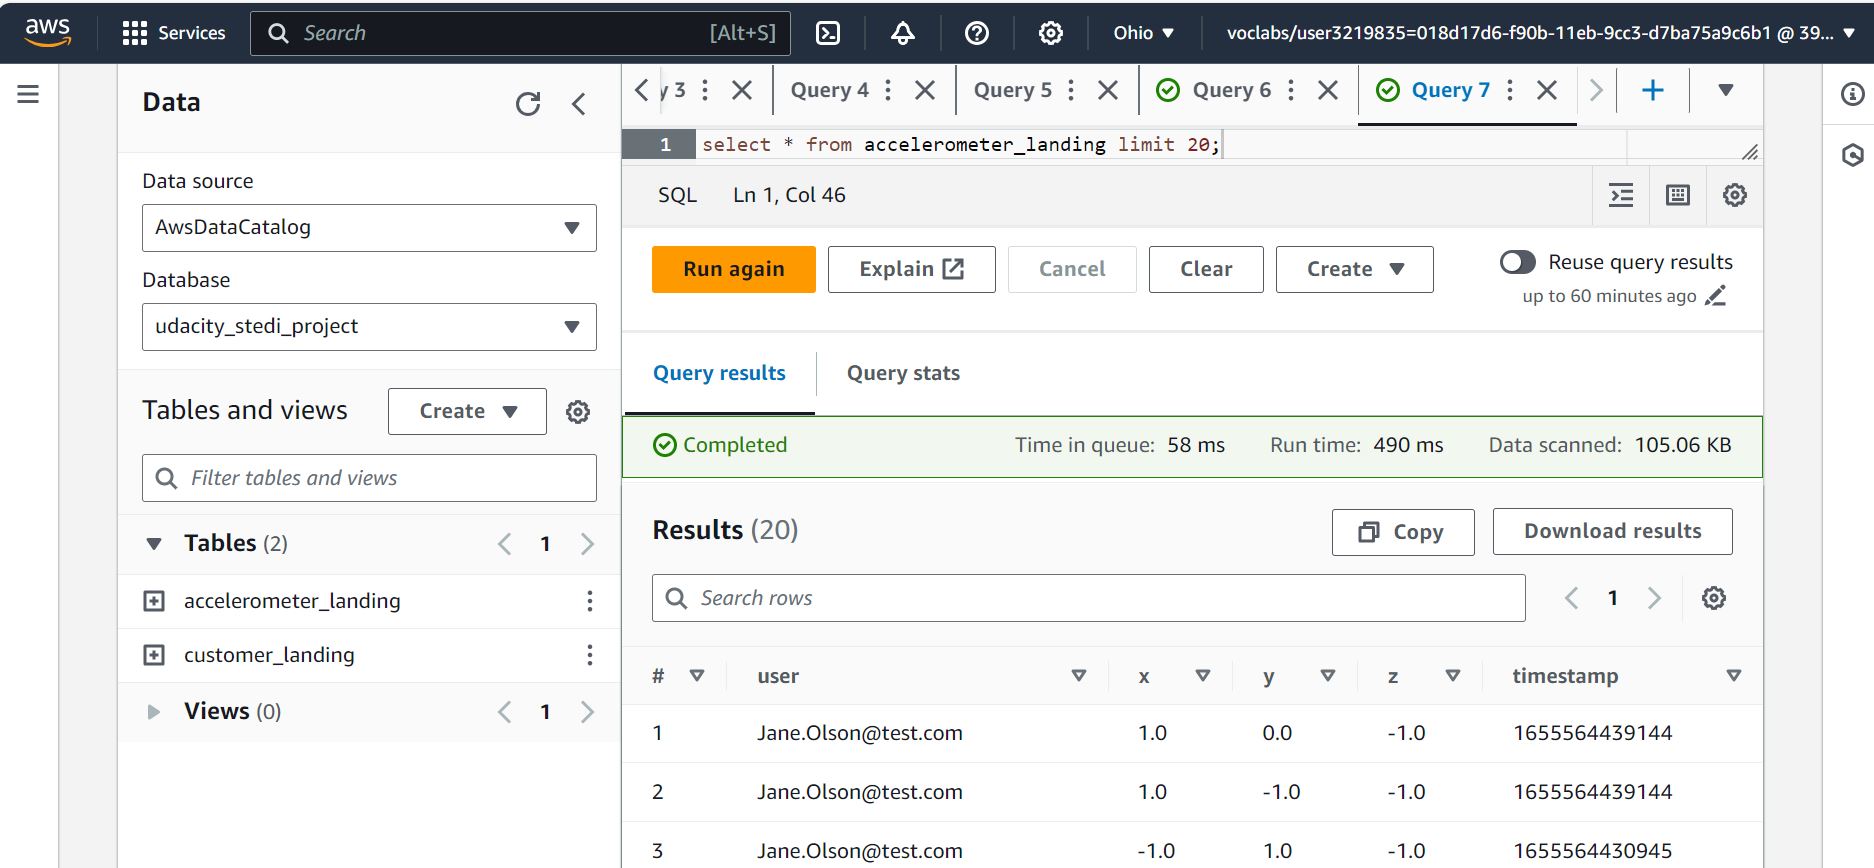 aws
Services
Search
[Alt+S]
Ohio
voclabs/user3219835=018d17d6-f90b-11eb-9cc3-d7ba75a9c6b1 @ 39...
Data
Data source
AwsDataCatalog
Database
udacity_stedi_project
Tables and views
Create
Filter tables and views
Tables (2)
1
accelerometer_landing
customer_landing
Views (0)
1
y 3
Query 4
Query 5
Query 6
Query 7
1 select * from accelerometer_landing limit 20;
SQL Ln 1, Col 46
Run again
Explain
Cancel
Clear
Create
Reuse query results
up to 60 minutes ago
Query results
Query stats
Completed
Time in queue: 58 ms
Run time: 490 ms
Data scanned: 105.06 KB
Results (20)
Copy
Download results
Search rows
1
# user x y z timestamp
1 Jane.Olson@test.com 1.0 0.0 -1.0 1655564439144
2 Jane.Olson@test.com 1.0 -1.0 -1.0 1655564439144
3 Jane.Olson@test.com -1.0 1.0 -1.0 1655564430945